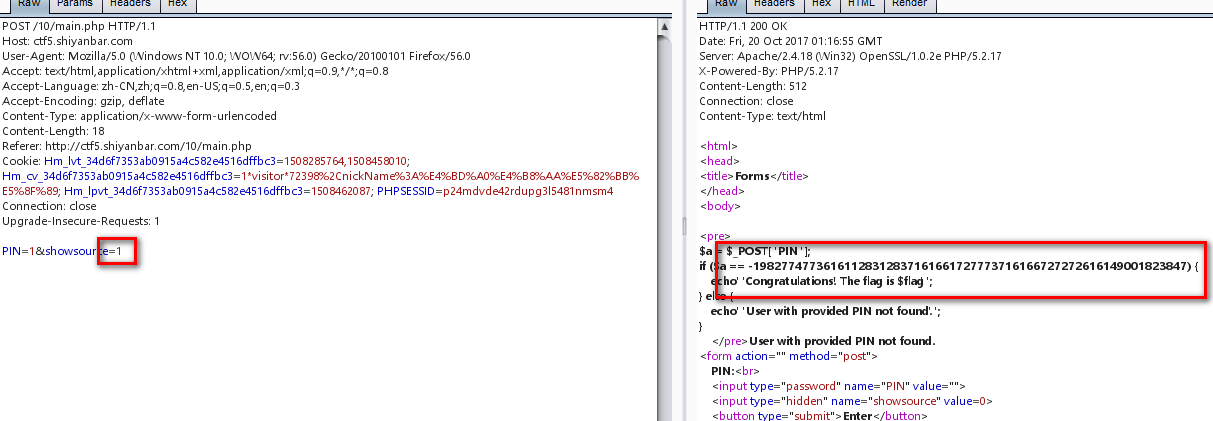 Raw Params Headers Hex
POST /10/main.php HTTP/1.1
Host: ctf5.shiyanbar.com
User-Agent: Mozilla/5.0 (Windows NT 10.0; WOW64; rv:56.0) Gecko/20100101 Firefox/56.0
Accept: text/html,application/xhtml+xml,application/xml;q=0.9,*/*;q=0.8
Accept-Language: zh-CN,zh;q=0.8,en-US;q=0.5,en;q=0.3
Accept-Encoding: gzip, deflate
Content-Type: application/x-www-form-urlencoded
Content-Length: 18
Referer: http://ctf5.shiyanbar.com/10/main.php
Cookie: Hm_lvt_34d6f7353ab0915a4c582e4516dffbc3=1508285764,1508458010;
Hm_cv_34d6f7353ab0915a4c582e4516dffbc3=1*visitor*72398%2CnickName%3A%E4%BD%A0%E4%B8%AA%E5%82%BB%
E5%8F%89; Hm_lpvt_34d6f7353ab0915a4c582e4516dffbc3=1508462087; PHPSESSID=p24mdvde42rdupg3l5481nmsm4
Connection: close
Upgrade-Insecure-Requests: 1
PIN=1&showsource=1
Raw Headers Hex HTML Render
HTTP/1.1 200 OK
Date: Fri, 20 Oct 2017 01:16:55 GMT
Server: Apache/2.4.18 (Win32) OpenSSL/1.0.2e PHP/5.2.17
X-Powered-By: PHP/5.2.17
Content-Length: 512
Connection: close
Content-Type: text/html
<html>
<head>
<title>Forms</title>
</head>
<body>
<pre>
$a = $_POST['PIN'];
if ($a == -19827747736161128312837161661727773716166727272616149001823847) {
echo 'Congratulations! The flag is $flag';
} else {
echo 'User with provided PIN not found.';
}
</pre>User with provided PIN not found.
<form action="" method="post">
PIN:<br>
<input type="password" name="PIN" value="">
<input type="hidden" name="showsource" value=0>
<button type="submit">Enter</button>